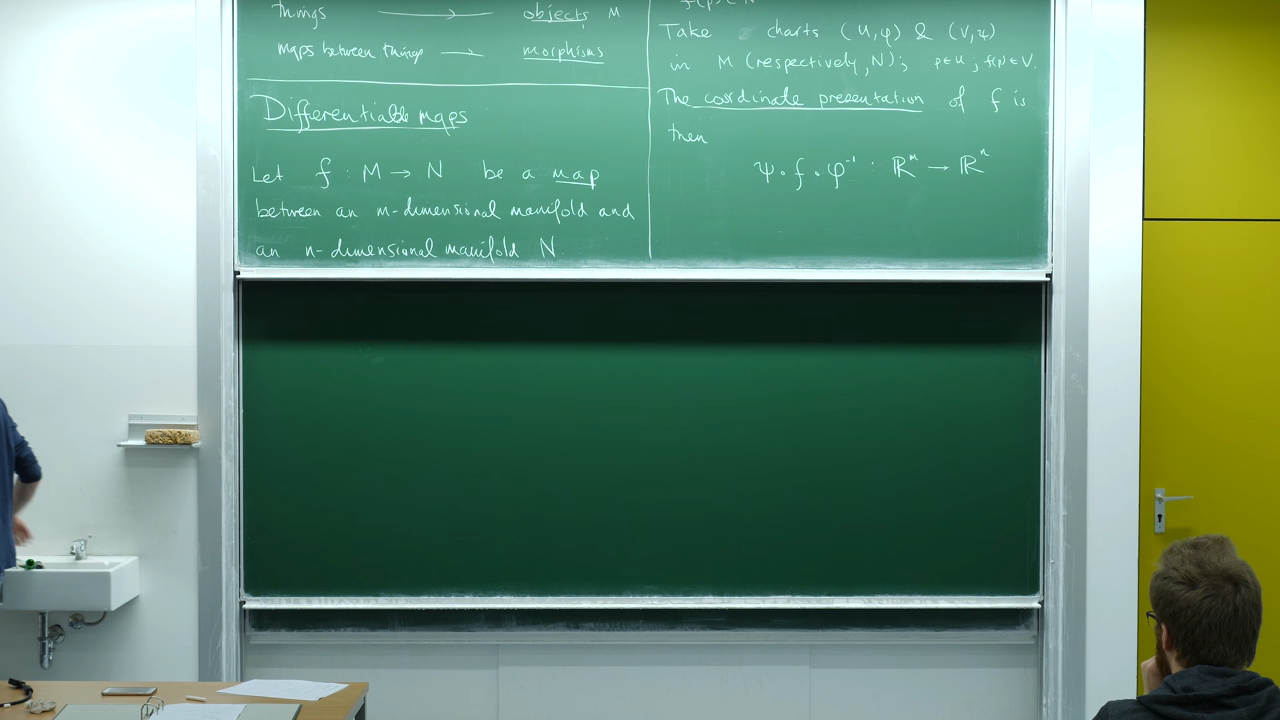 things → objects M
maps between things → morphisms
Differentiable maps
Let f : M → N be a map
between an m-dimensional manifold and
an n-dimensional manifold N.
Take charts (U,φ) & (V,ψ)
in M (respectively, N); p∈U, f(p)∈V.
The coordinate presentation of f is
then
ψ∘f∘φ⁻¹ : ℝᵐ → ℝⁿ